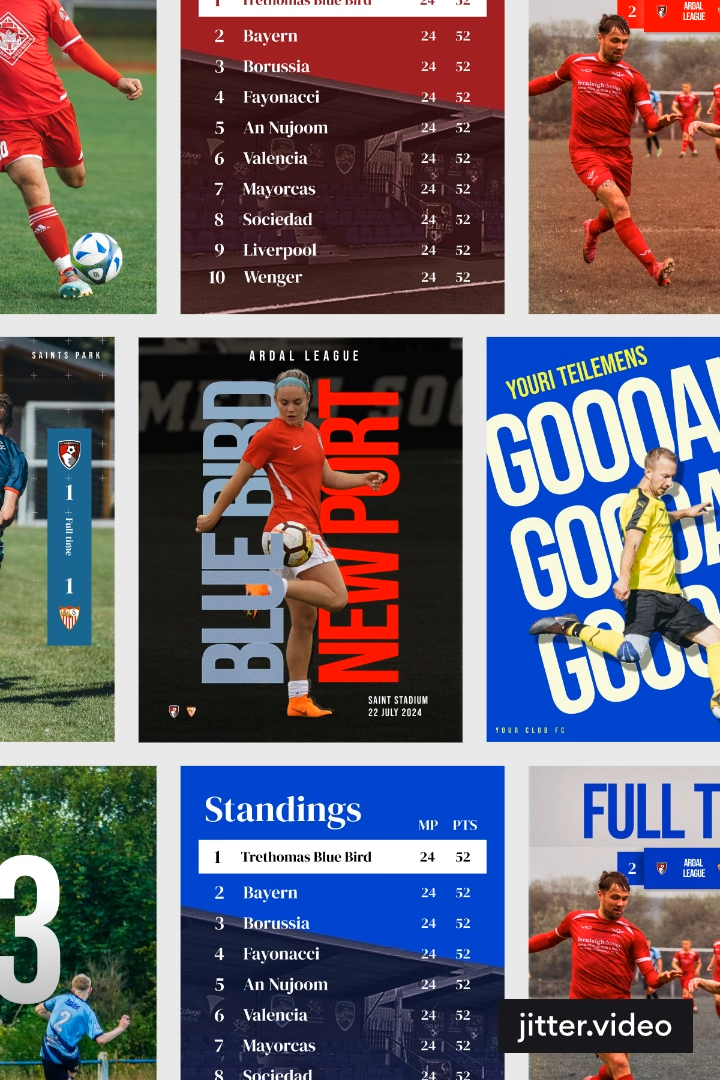 1 Trethomas Blue Bird 24 52
2 Bayern 24 52
3 Borussia 24 52
4 Fayonacci 24 52
5 An Nujoom 24 52
6 Valencia 24 52
7 Mayorcas 24 52
8 Sociedad 24 52
9 Liverpool 24 52
10 Wenger 24 52
2
ARDAL
LEAGUE
SAINTS PARK
1
Full time
1
ARDAL LEAGUE
BLUE BIRD
NEW PORT
SAINT STADIUM
22 JULY 2024
YOURI TEILEMENS
GOOOA
GOOOA
GOOO
YOUR CLUB FC
3
2
Standings
MP PTS
1 Trethomas Blue Bird 24 52
2 Bayern 24 52
3 Borussia 24 52
4 Fayonacci 24 52
5 An Nujoom 24 52
6 Valencia 24 52
7 Mayorcas 24 52
8 Sociedad 24 52
FULL T
2
ARDAL
LEAGUE
jitter.video